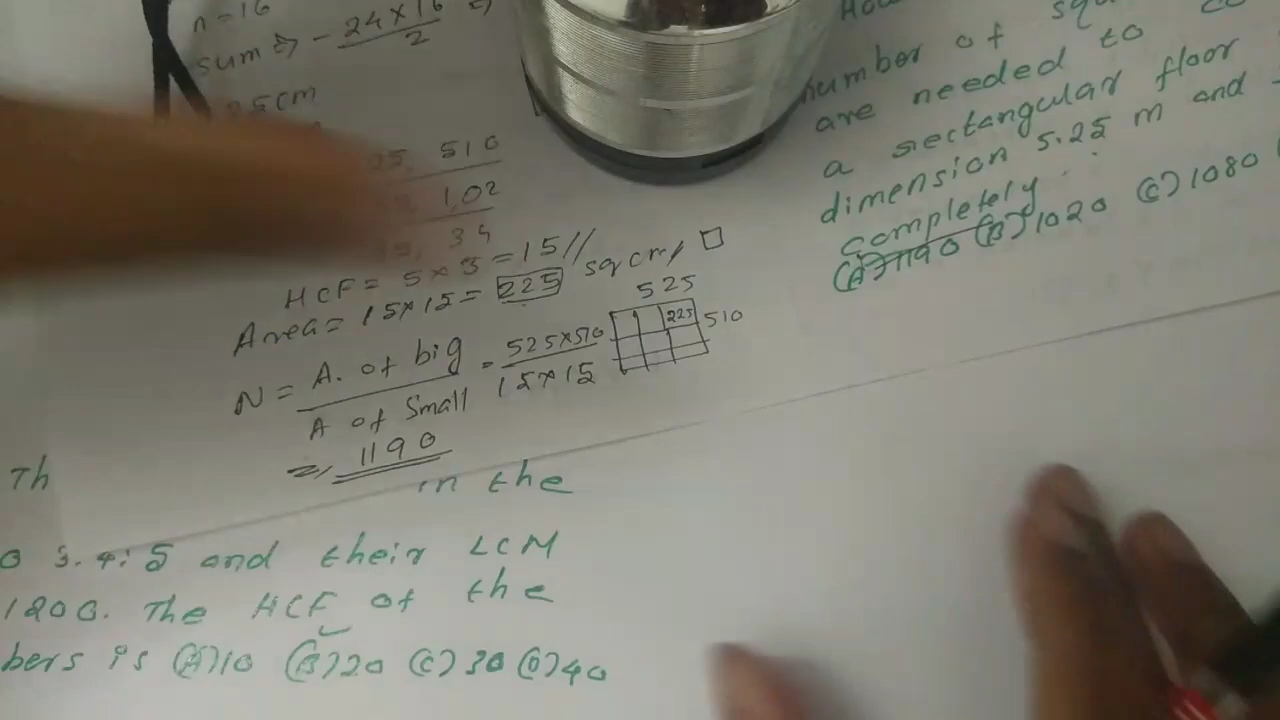 n = 16
sum ⇒ - 24 × 16 / 2
5 cm
25, 510
1,02
34
HCF = 5 × 3 = 15 //
Area = 15 × 15 = 225 sq cm,
N = A. of big / A of Small = 525 × 510 / 15 × 15
525
225 510
1190
number of
are needed to
a rectangular floor
dimension 5.25 m and
completely.
(A) 1190 (B) 1020 (C) 1080
Th in the
3:4:5 and their LCM
1200. The HCF of the
bers is (A) 10 (B) 20 (C) 30 (D) 40